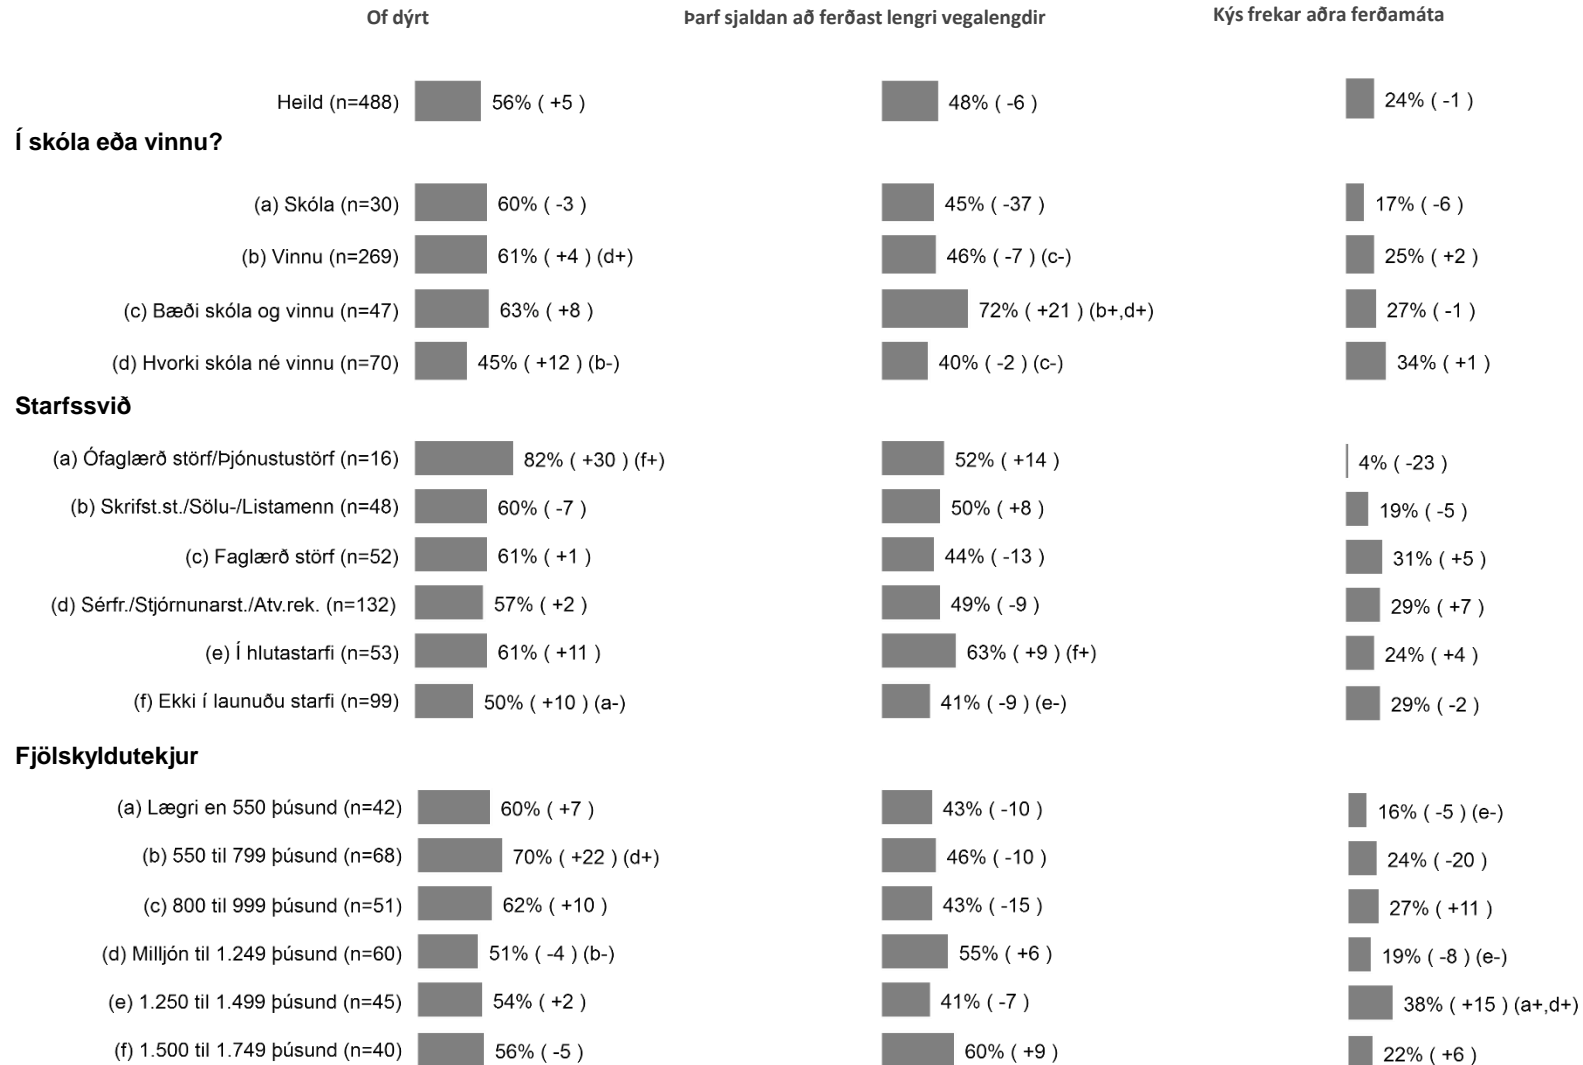 Of dýrt Þarf sjaldan að ferðast lengri vegalengdir Kýs frekar aðra ferðamáta
Heild (n=488) 56% ( +5 ) 48% ( -6 ) 24% ( -1 )
Í skóla eða vinnu?
(a) Skóla (n=30) 60% ( -3 ) 45% ( -37 ) 17% ( -6 )
(b) Vinnu (n=269) 61% ( +4 ) (d+) 46% ( -7 ) (c-) 25% ( +2 )
(c) Bæði skóla og vinnu (n=47) 63% ( +8 ) 72% ( +21 ) (b+,d+) 27% ( -1 )
(d) Hvorki skóla né vinnu (n=70) 45% ( +12 ) (b-) 40% ( -2 ) (c-) 34% ( +1 )
Starfssvið
(a) Ófaglærð störf/Þjónustustörf (n=16) 82% ( +30 ) (f+) 52% ( +14 ) 4% ( -23 )
(b) Skrifst.st./Sölu-/Listamenn (n=48) 60% ( -7 ) 50% ( +8 ) 19% ( -5 )
(c) Faglærð störf (n=52) 61% ( +1 ) 44% ( -13 ) 31% ( +5 )
(d) Sérfr./Stjórnunarst./Atv.rek. (n=132) 57% ( +2 ) 49% ( -9 ) 29% ( +7 )
(e) Í hlutastarfi (n=53) 61% ( +11 ) 63% ( +9 ) (f+) 24% ( +4 )
(f) Ekki í launuðu starfi (n=99) 50% ( +10 ) (a-) 41% ( -9 ) (e-) 29% ( -2 )
Fjölskyldutekjur
(a) Lægri en 550 þúsund (n=42) 60% ( +7 ) 43% ( -10 ) 16% ( -5 ) (e-)
(b) 550 til 799 þúsund (n=68) 70% ( +22 ) (d+) 46% ( -10 ) 24% ( -20 )
(c) 800 til 999 þúsund (n=51) 62% ( +10 ) 43% ( -15 ) 27% ( +11 )
(d) Milljón til 1.249 þúsund (n=60) 51% ( -4 ) (b-) 55% ( +6 ) 19% ( -8 ) (e-)
(e) 1.250 til 1.499 þúsund (n=45) 54% ( +2 ) 41% ( -7 ) 38% ( +15 ) (a+,d+)
(f) 1.500 til 1.749 þúsund (n=40) 56% ( -5 ) 60% ( +9 ) 22% ( +6 )